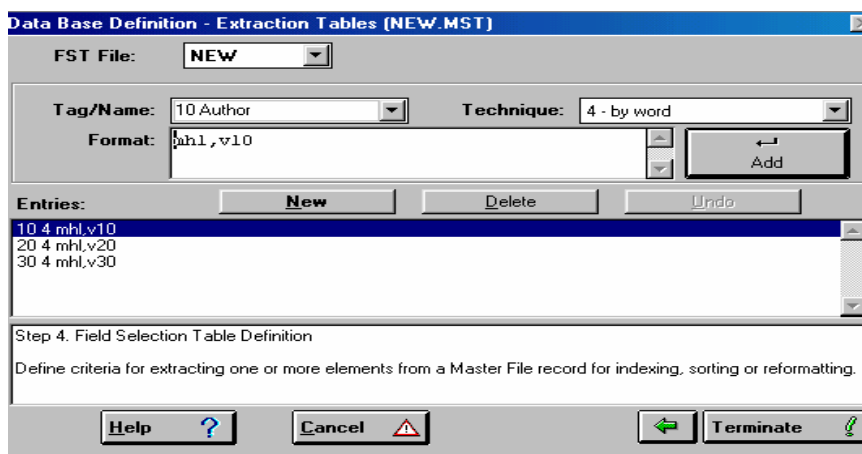 Data Base Definition - Extraction Tables (NEW.MST)
FST File: NEW
Tag/Name: 10 Author Technique: 4 - by word
Format: mhl,v10
Add
Entries: New Delete Undo
10 4 mhl,v10
20 4 mhl,v20
30 4 mhl,v30
Step 4. Field Selection Table Definition
Define criteria for extracting one or more elements from a Master File record for indexing, sorting or reformatting.
Help ? Cancel Terminate